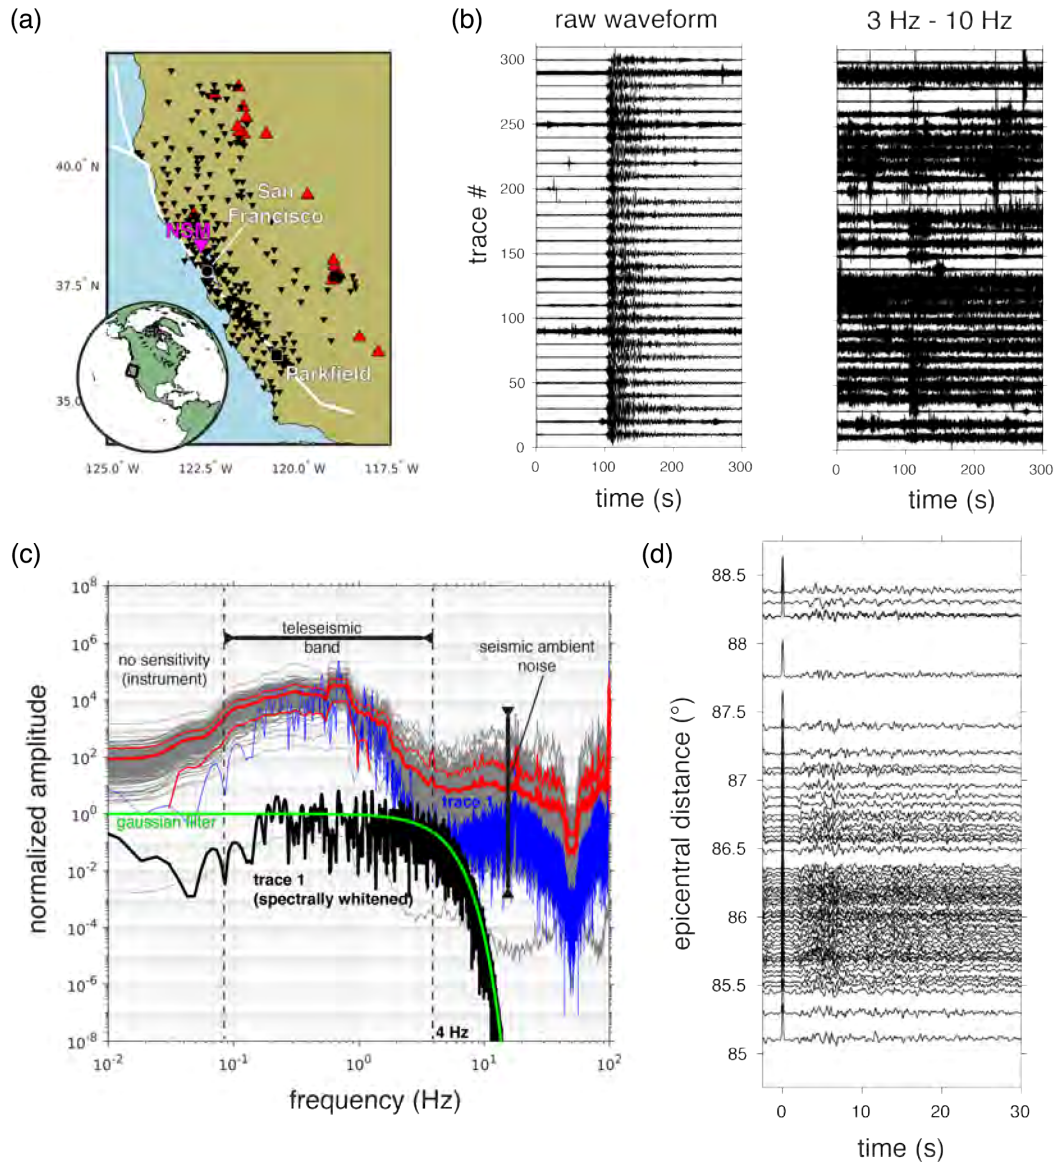 (a)
40.0° N
37.5° N
35.0
125.0° W
122.5° W
120.0° W
117.5° W
San
Francisco
NSM
Parkfield
(b)
raw waveform
3 Hz - 10 Hz
trace #
300
250
200
150
100
50
0
0
100
200
300
time (s)
0
100
200
300
time (s)
(c)
normalized amplitude
10^8
10^6
10^4
10^2
10^0
10^-2
10^-4
10^-6
10^-8
no sensitivity
(instrument)
teleseismic
band
seismic ambient
noise
trace 1
gaussian filter
trace 1
(spectrally whitened)
4 Hz
10^-2
10^-1
10^0
10^1
10^2
frequency (Hz)
(d)
epicentral distance (°)
88.5
88
87.5
87
86.5
86
85.5
85
0
10
20
30
time (s)